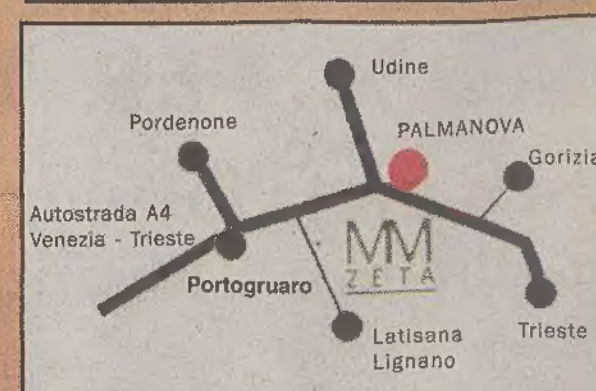 Udine
Pordenone
PALMANOVA
Gorizia
Autostrada A4
Venezia - Trieste
MM
ZETA
Portogruaro
Latisana
Lignano
Trieste